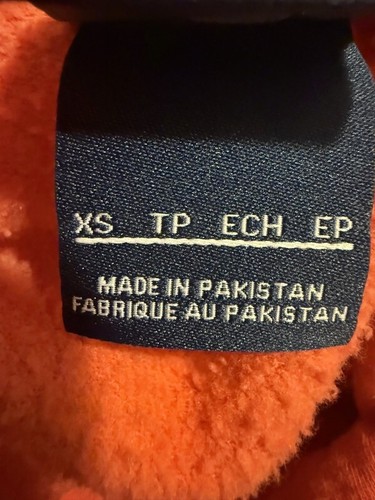 XS TP ECH EP
MADE IN PAKISTAN
FABRIQUE AU PAKISTAN